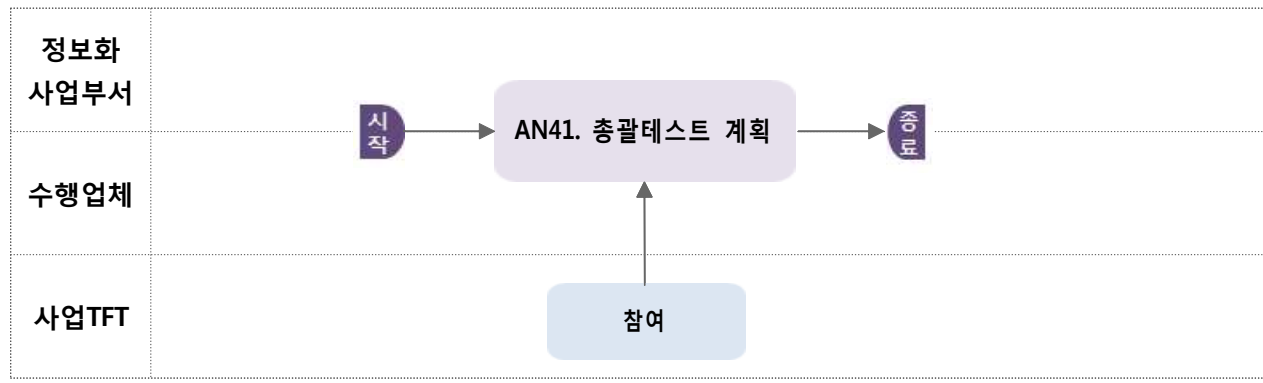 정보화
사업부서
시작
AN41. 총괄테스트 계획
종료
수행업체
사업TFT
참여